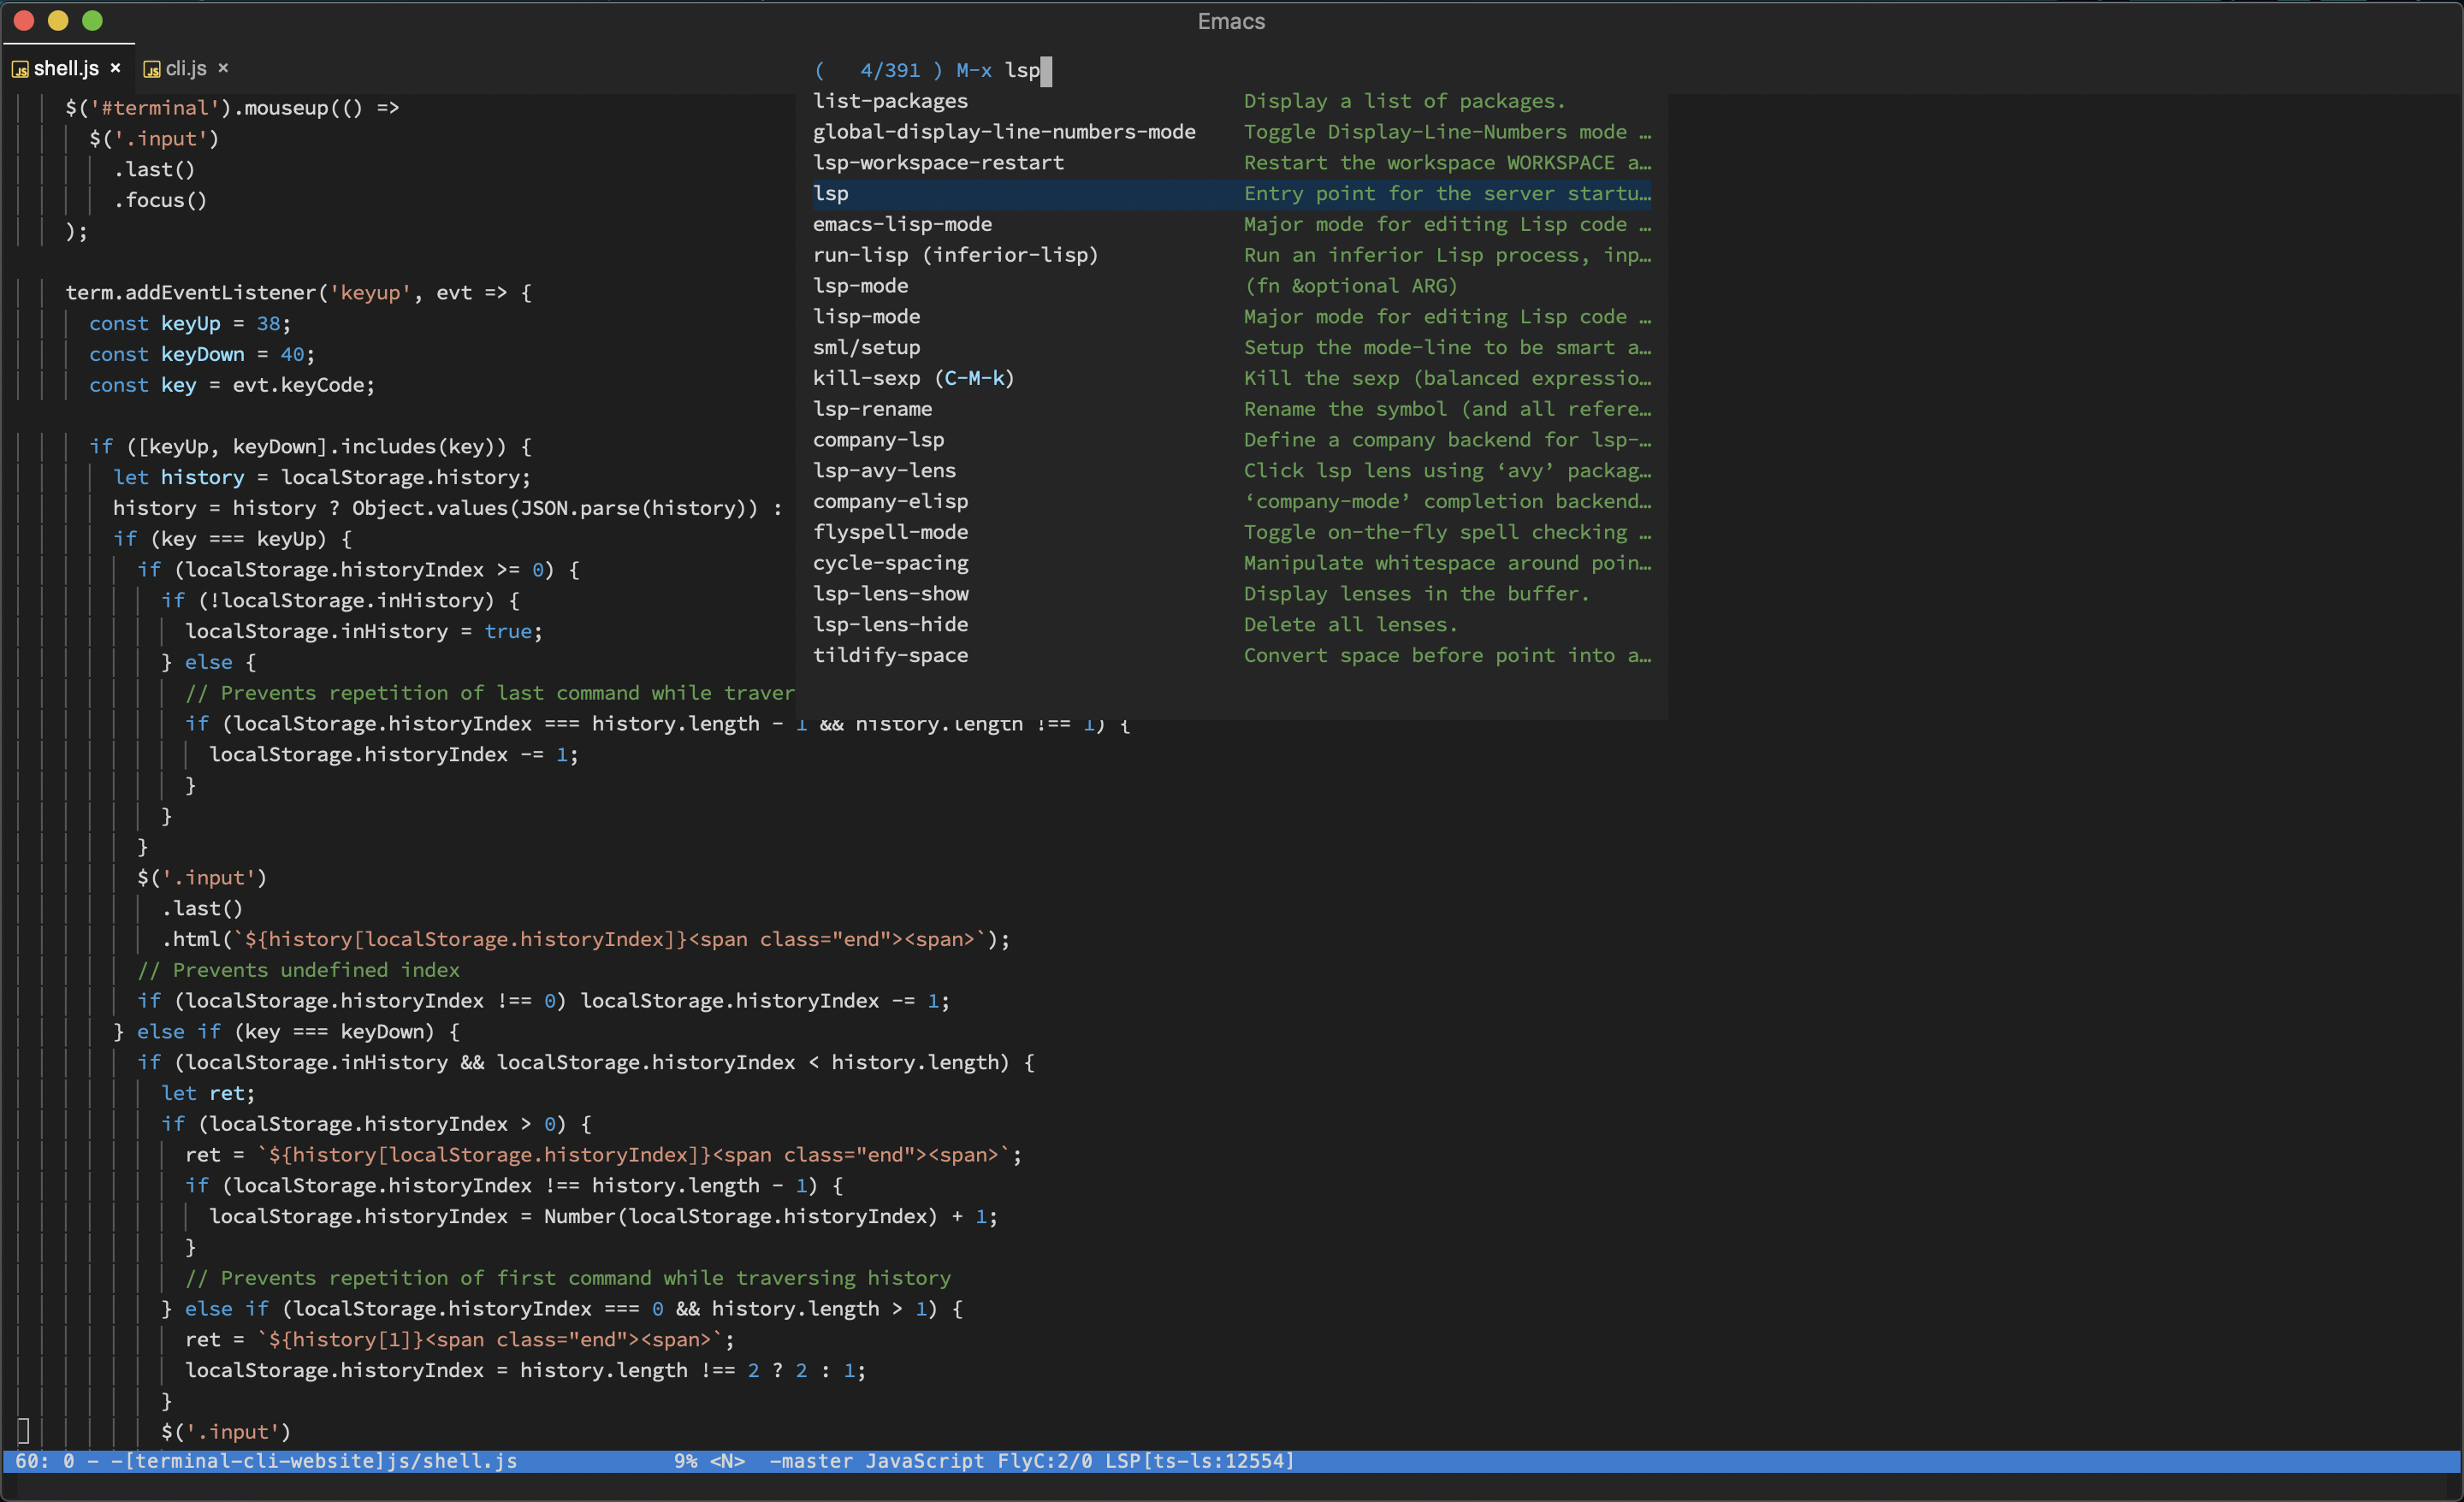 Emacs
shell.js × cli.js ×
( 4/391 ) M-x lsp
list-packages Display a list of packages.
global-display-line-numbers-mode Toggle Display-Line-Numbers mode …
lsp-workspace-restart Restart the workspace WORKSPACE a…
lsp Entry point for the server startu…
emacs-lisp-mode Major mode for editing Lisp code …
run-lisp (inferior-lisp) Run an inferior Lisp process, inp…
lsp-mode (fn &optional ARG)
lisp-mode Major mode for editing Lisp code …
sml/setup Setup the mode-line to be smart a…
kill-sexp (C-M-k) Kill the sexp (balanced expressio…
lsp-rename Rename the symbol (and all refere…
company-lsp Define a company backend for lsp-…
lsp-avy-lens Click lsp lens using ‘avy’ packag…
company-elisp ‘company-mode’ completion backend…
flyspell-mode Toggle on-the-fly spell checking …
cycle-spacing Manipulate whitespace around poin…
lsp-lens-show Display lenses in the buffer.
lsp-lens-hide Delete all lenses.
tildify-space Convert space before point into a…
$('#terminal').mouseup(() =>
$('.input')
.last()
.focus()
);
term.addEventListener('keyup', evt => {
const keyUp = 38;
const keyDown = 40;
const key = evt.keyCode;
if ([keyUp, keyDown].includes(key)) {
let history = localStorage.history;
history = history ? Object.values(JSON.parse(history)) :
if (key === keyUp) {
if (localStorage.historyIndex >= 0) {
if (!localStorage.inHistory) {
localStorage.inHistory = true;
} else {
// Prevents repetition of last command while traver
if (localStorage.historyIndex === history.length - 1 && history.length !== 1) {
localStorage.historyIndex -= 1;
}
}
}
$('.input')
.last()
.html(`${history[localStorage.historyIndex]}<span class="end"><span>`);
// Prevents undefined index
if (localStorage.historyIndex !== 0) localStorage.historyIndex -= 1;
} else if (key === keyDown) {
if (localStorage.inHistory && localStorage.historyIndex < history.length) {
let ret;
if (localStorage.historyIndex > 0) {
ret = `${history[localStorage.historyIndex]}<span class="end"><span>`;
if (localStorage.historyIndex !== history.length - 1) {
localStorage.historyIndex = Number(localStorage.historyIndex) + 1;
}
// Prevents repetition of first command while traversing history
} else if (localStorage.historyIndex === 0 && history.length > 1) {
ret = `${history[1]}<span class="end"><span>`;
localStorage.historyIndex = history.length !== 2 ? 2 : 1;
}
$('.input')
60: 0 - -[terminal-cli-website]js/shell.js 9% <N> -master JavaScript FlyC:2/0 LSP[ts-ls:12554]